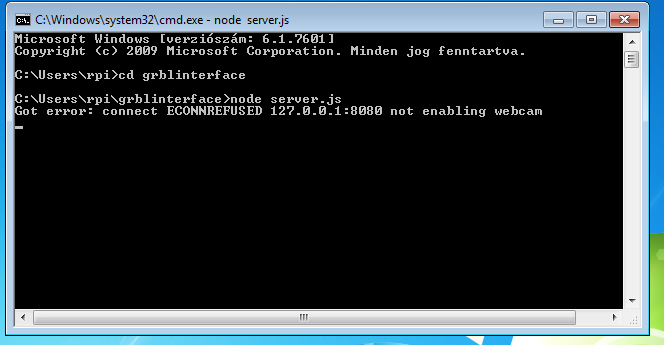 C:\Windows\system32\cmd.exe - node server.js
Microsoft Windows [verziószám: 6.1.7601]
Copyright (c) 2009 Microsoft Corporation. Minden jog fenntartva.
C:\Users\rpi>cd grblinterface
C:\Users\rpi\grblinterface>node server.js
Got error: connect ECONNREFUSED 127.0.0.1:8080 not enabling webcam